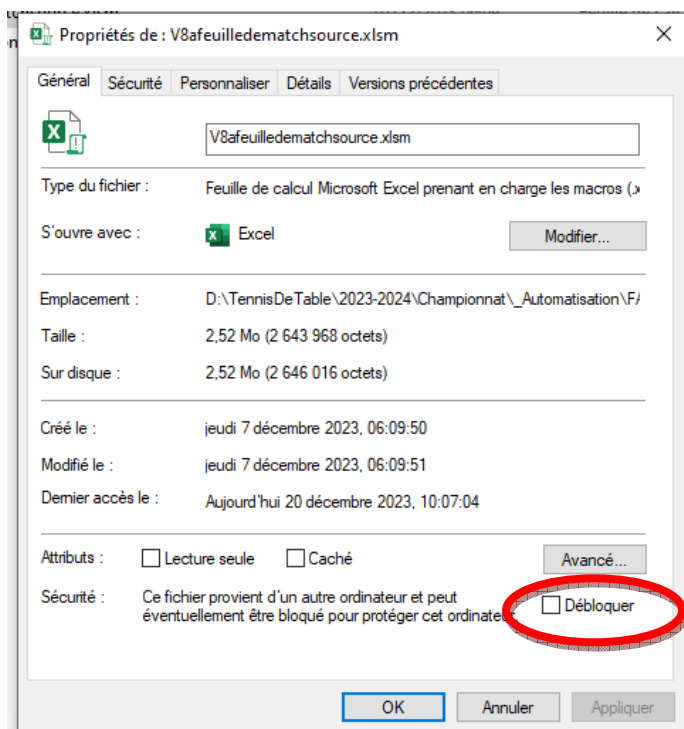 Propriétés de : V8afeuilledematchsource.xlsm
Général Sécurité Personnaliser Détails Versions précédentes
V8afeuilledematchsource.xlsm
Type du fichier : Feuille de calcul Microsoft Excel prenant en charge les macros (.x
S'ouvre avec : Excel Modifier...
Emplacement : D:\TennisDeTable\2023-2024\Championnat\_Automatisation\F
Taille : 2,52 Mo (2 643 968 octets)
Sur disque : 2,52 Mo (2 646 016 octets)
Créé le : jeudi 7 décembre 2023, 06:09:50
Modifié le : jeudi 7 décembre 2023, 06:09:51
Dernier accès le : Aujourd'hui 20 décembre 2023, 10:07:04
Attributs : Lecture seule Caché Avancé...
Sécurité : Ce fichier provient d'un autre ordinateur et peut Débloquer
éventuellement être bloqué pour protéger cet ordinateur.
OK Annuler Appliquer